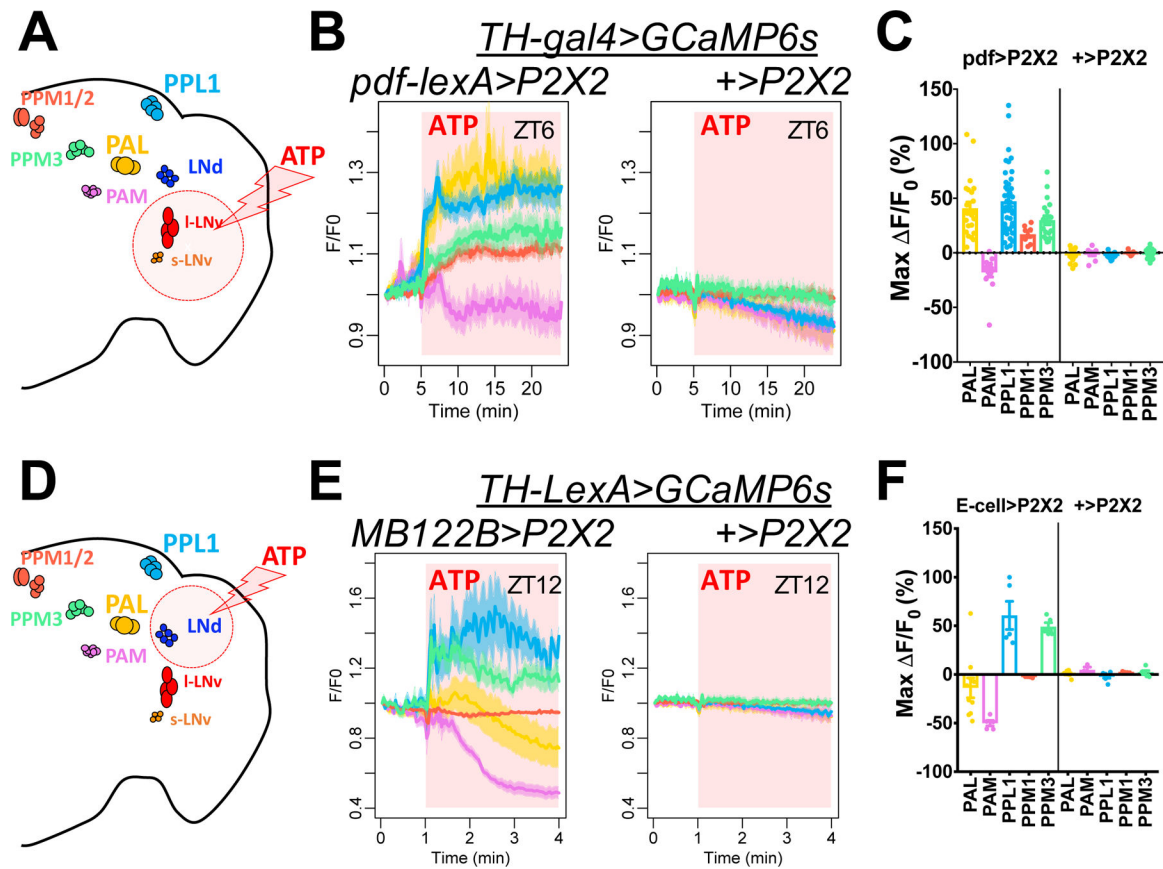 A
PPM1/2
PPL1
PPM3
PAL
LNd
ATP
PAM
l-LNv
s-LNv
B
TH-gal4>GCaMP6s
pdf-lexA>P2X2
+>P2X2
ATP
ZT6
1.3
1.1
0.9
F/F0
0 5 10 15 20
Time (min)
ATP
ZT6
1.3
1.1
0.9
F/F0
0 5 10 15 20
Time (min)
C
pdf>P2X2 +>P2X2
150
100
50
0
-50
-100
Max ΔF/F0 (%)
PAL
PAM
PPL1
PPM1
PPM3
PAL
PAM
PPL1
PPM1
PPM3
D
PPM1/2
PPL1
PPM3
PAL
LNd
ATP
PAM
l-LNv
s-LNv
E
TH-LexA>GCaMP6s
MB122B>P2X2
+>P2X2
ATP
ZT12
1.6
1.2
0.8
0.4
F/F0
0 1 2 3 4
Time (min)
ATP
ZT12
1.6
1.2
0.8
0.4
F/F0
0 1 2 3 4
Time (min)
F
E-cell>P2X2 +>P2X2
150
100
50
0
-50
-100
Max ΔF/F0 (%)
PAL
PAM
PPL1
PPM1
PPM3
PAL
PAM
PPL1
PPM1
PPM3